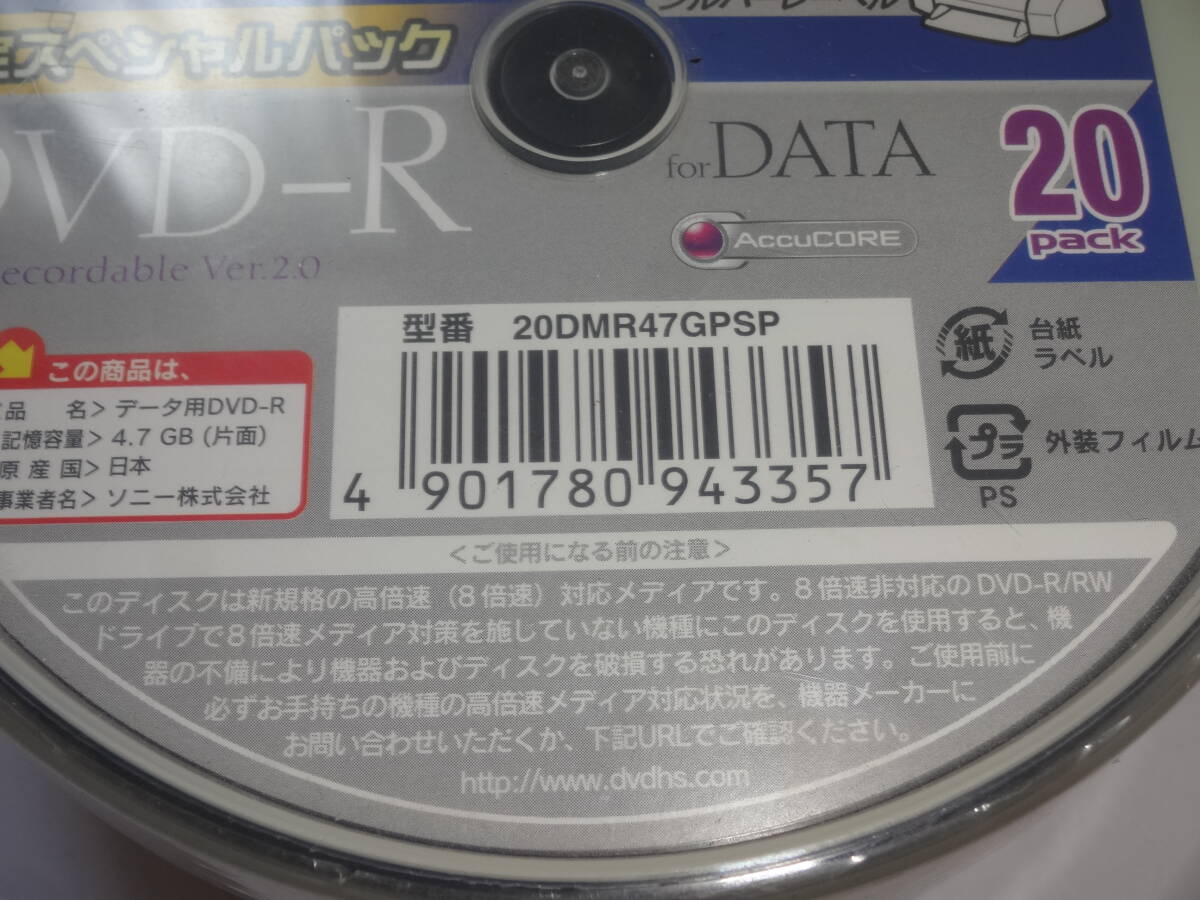 シルバーレーベル
定スペシャルパック
DVD-R
for DATA
20
pack
AccuCORE
ecordable Ver.2.0
型番 20DMR47GPSP
4 901780 943357
紙
台紙
ラベル
プラ
外装フィルム
PS
この商品は、
品 名> データ用DVD-R
記憶容量> 4.7 GB (片面)
原産国> 日本
事業者名> ソニー株式会社
<ご使用になる前の注意>
このディスクは新規格の高倍速(8倍速)対応メディアです。8倍速非対応のDVD-R/RW
ドライブで8倍速メディア対策を施していない機種にこのディスクを使用すると、機
器の不備により機器およびディスクを破損する恐れがあります。ご使用前に
必ずお手持ちの機種の高倍速メディア対応状況を、機器メーカーに
お問い合わせいただくか、下記URLでご確認ください。
http://www.dvdhs.com